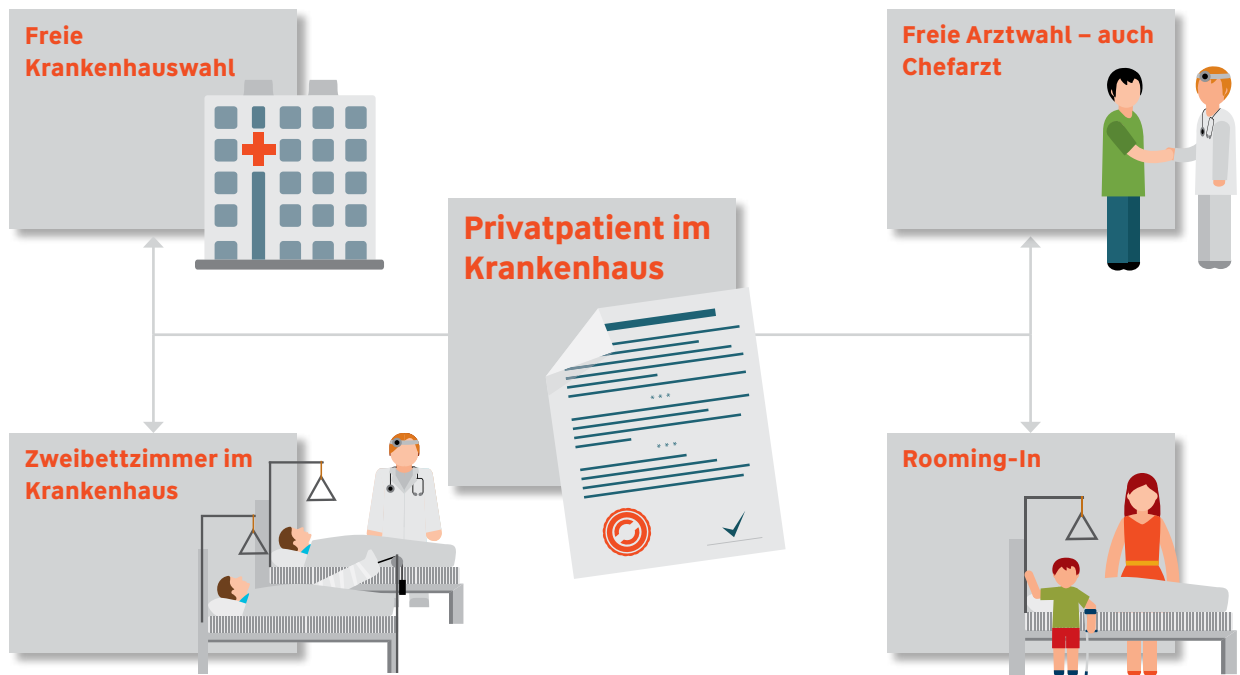 Freie
Krankenhauswahl
Freie Arztwahl – auch
Chefarzt
Privatpatient im
Krankenhaus
* * *
* * *
Zweibettzimmer im
Krankenhaus
Rooming-In